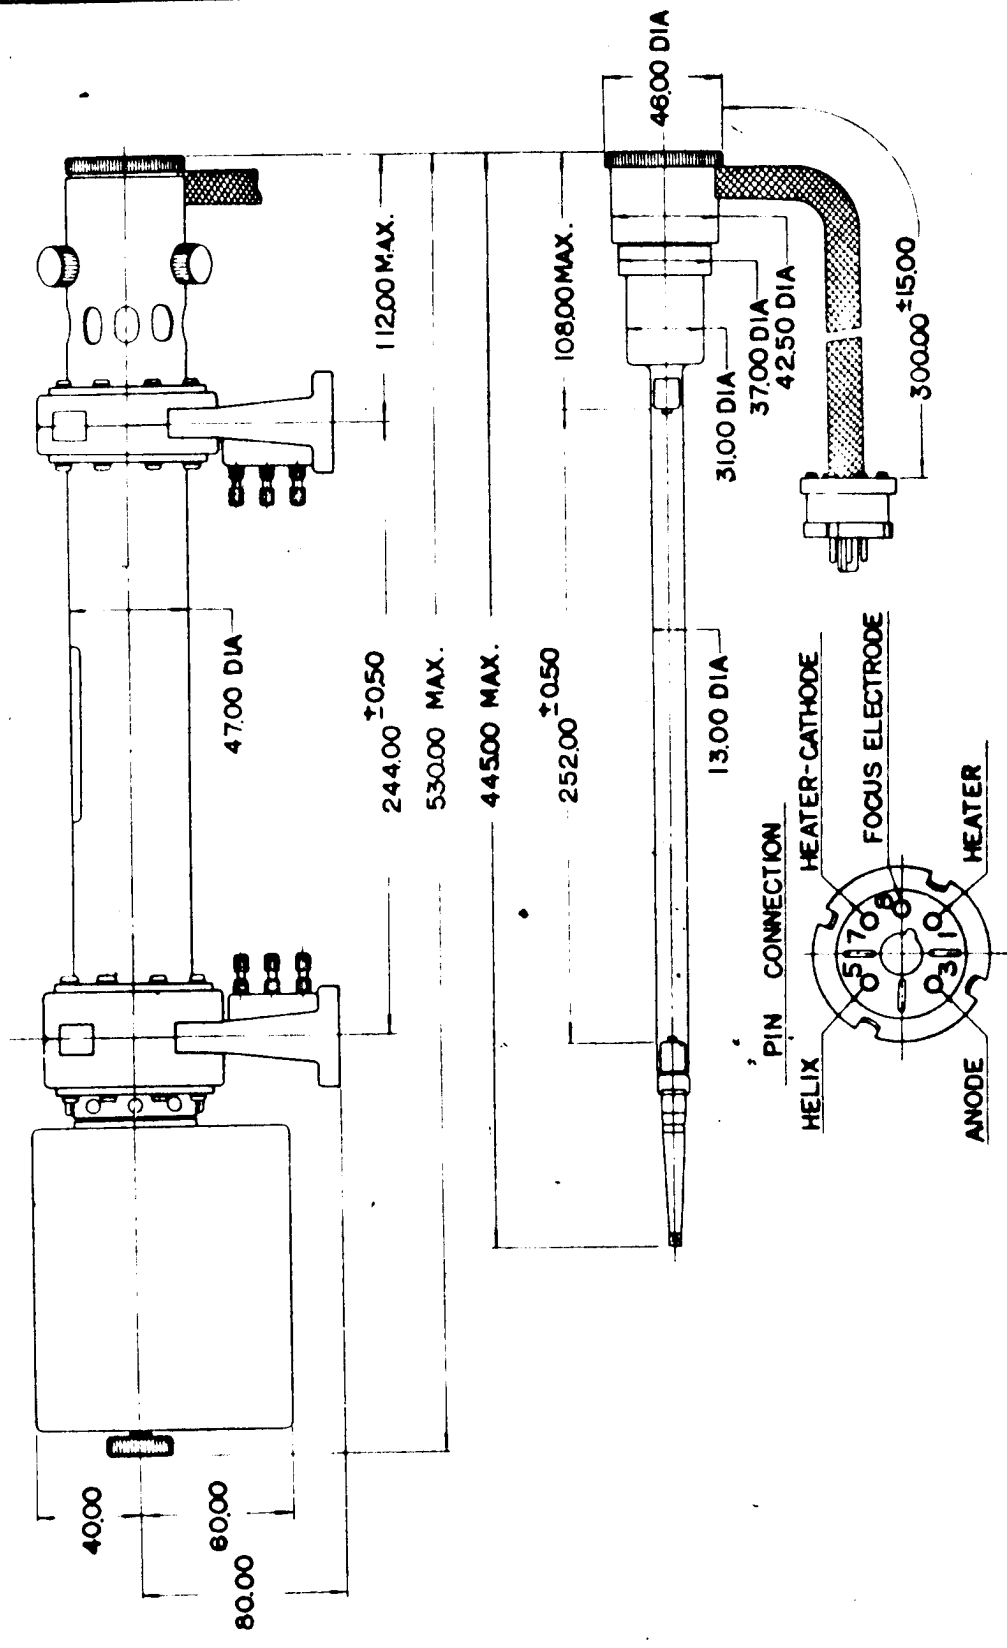 46.00 DIA
112.00 MAX.
108.00 MAX.
300.00 ±15.00
31.00 DIA
37.00 DIA
42.50 DIA
47.00 DIA
244.00 ±0.50
530.00 MAX.
445.00 MAX.
252.00 ±0.50
13.00 DIA
40.00
60.00
80.00
PIN CONNECTION
HELIX
HEATER-CATHODE
FOCUS ELECTRODE
5
7
8
3
1
ANODE
HEATER